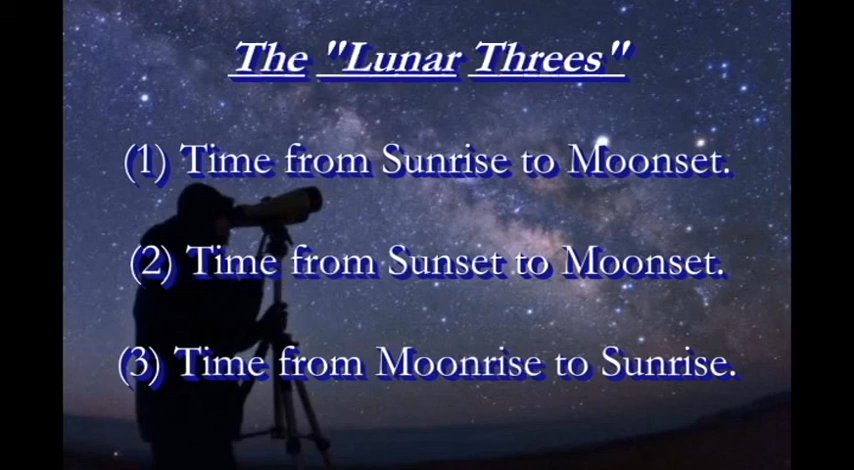 The "Lunar Threes"
(1) Time from Sunrise to Moonset.
(2) Time from Sunset to Moonset.
(3) Time from Moonrise to Sunrise.